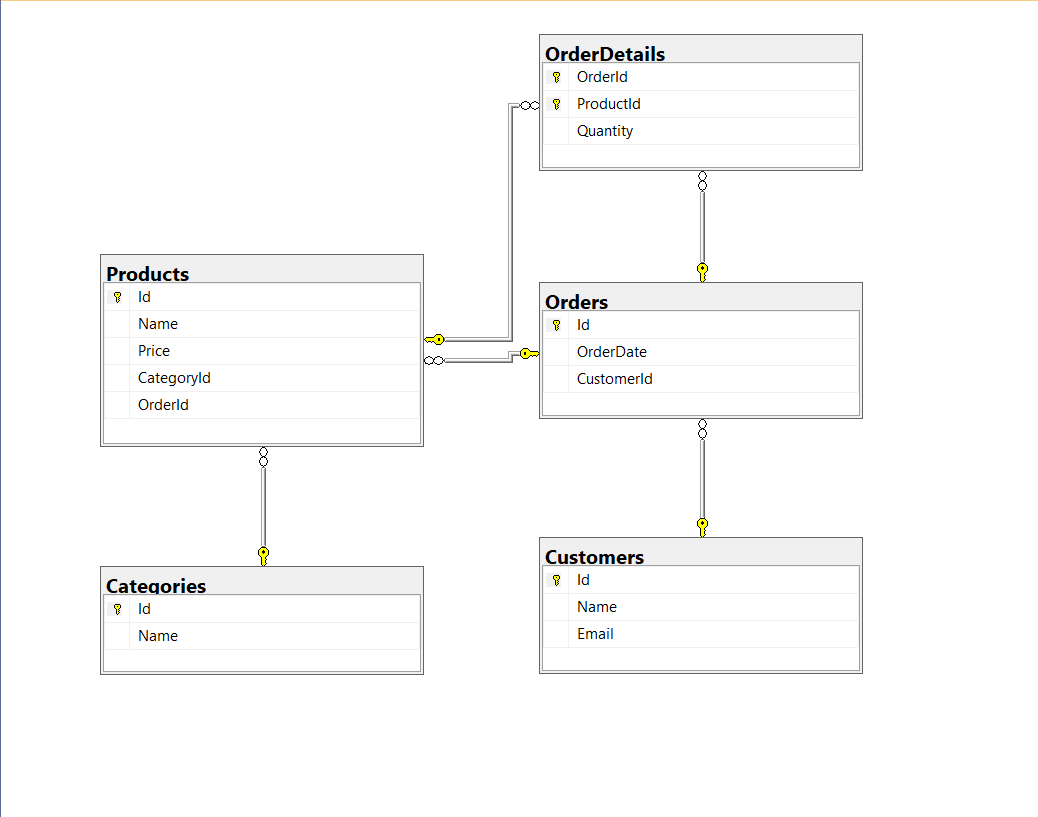 OrderDetails
OrderId
ProductId
Quantity
Products
Id
Name
Price
CategoryId
OrderId
Orders
Id
OrderDate
CustomerId
Categories
Id
Name
Customers
Id
Name
Email